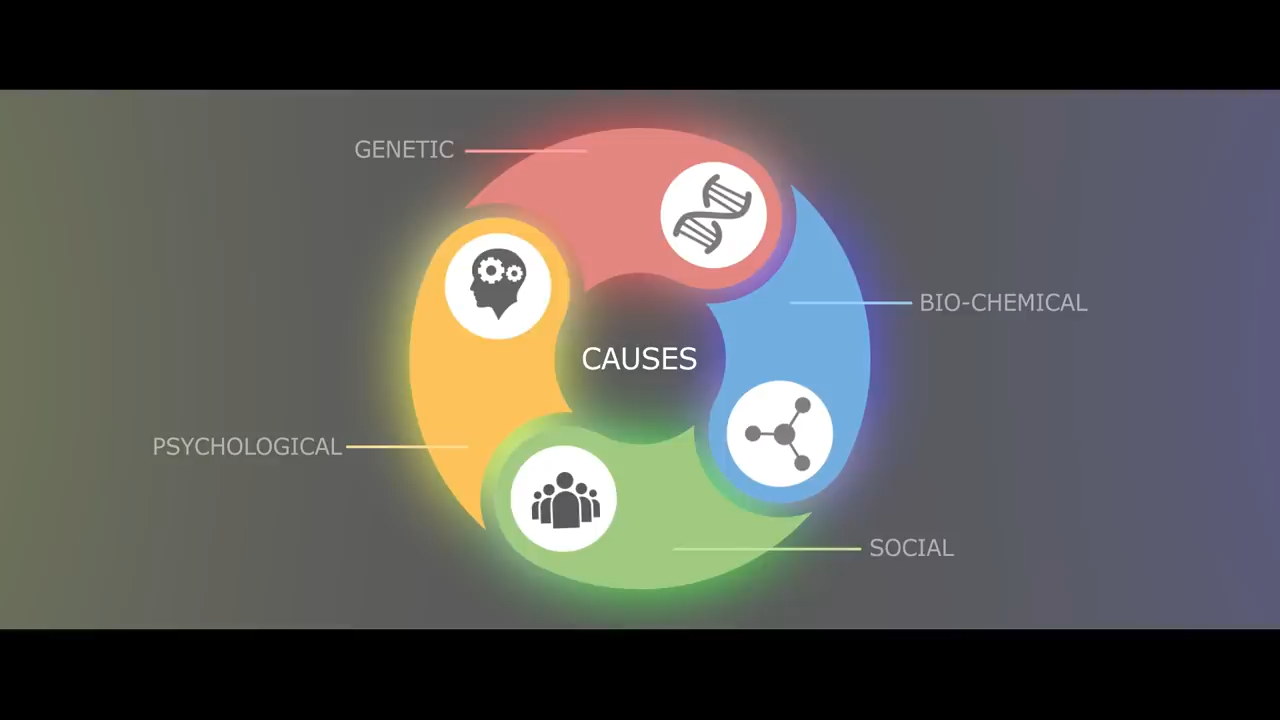 GENETIC
BIO-CHEMICAL
CAUSES
PSYCHOLOGICAL
SOCIAL